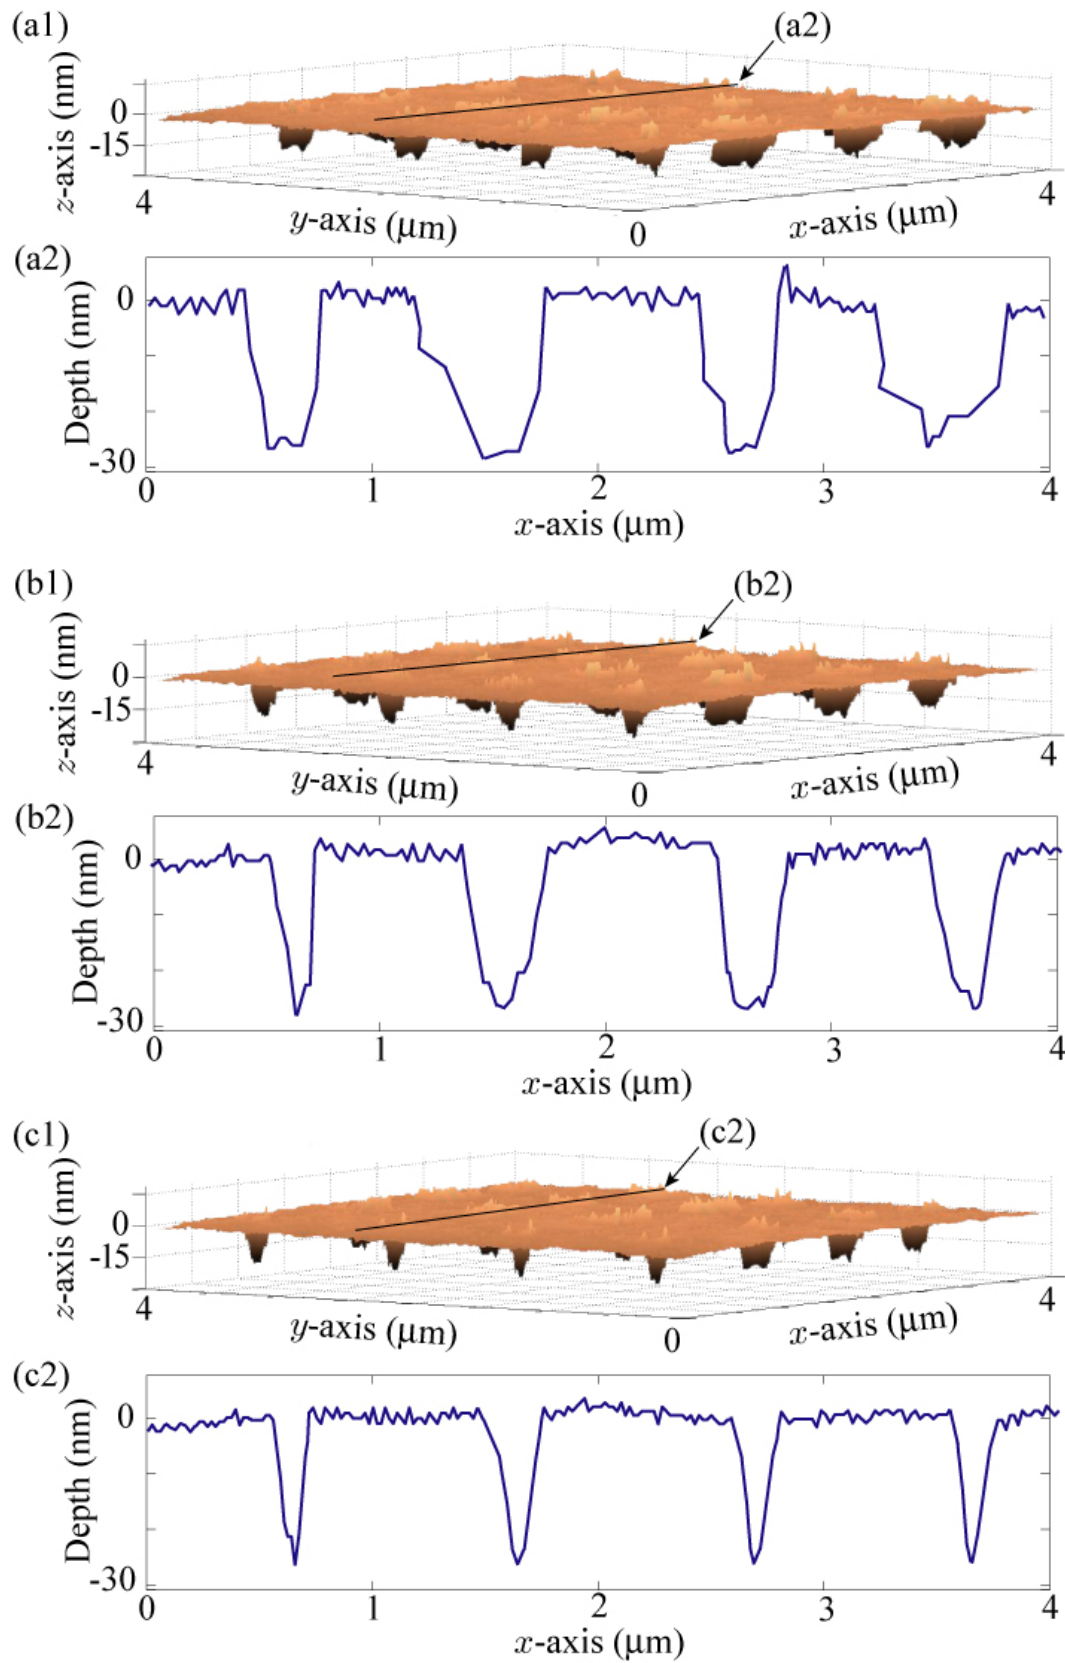 (a1)
(a2)
z-axis (nm)
0
-15
4
y-axis (μm)
0
x-axis (μm)
4
(a2)
Depth (nm)
0
-30
0 1 2 3 4
x-axis (μm)
(b1)
(b2)
z-axis (nm)
0
-15
4
y-axis (μm)
0
x-axis (μm)
4
(b2)
Depth (nm)
0
-30
0 1 2 3 4
x-axis (μm)
(c1)
(c2)
z-axis (nm)
0
-15
4
y-axis (μm)
0
x-axis (μm)
4
(c2)
Depth (nm)
0
-30
0 1 2 3 4
x-axis (μm)